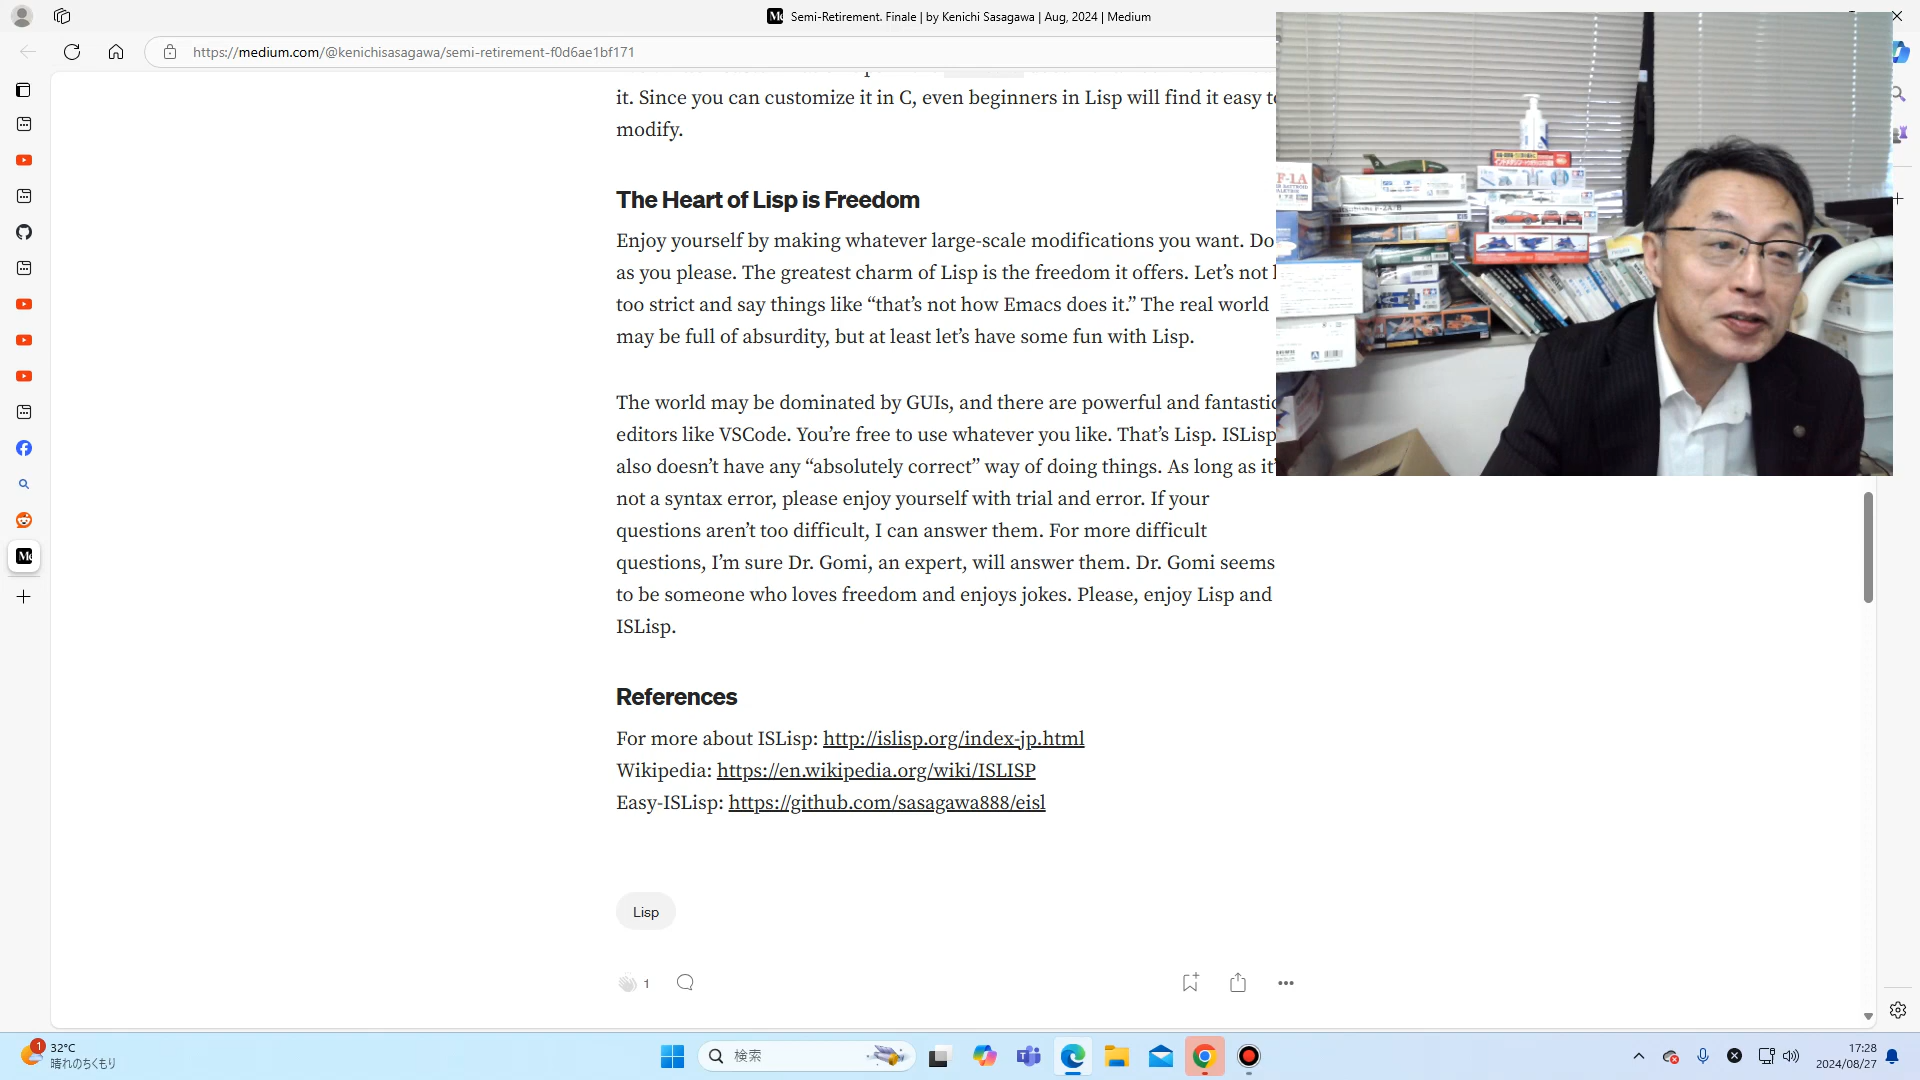 Semi-Retirement. Finale | by Kenichi Sasagawa | Aug, 2024 | Medium
https://medium.com/@kenichisasagawa/semi-retirement-f0d6ae1bf171
it. Since you can customize it in C, even beginners in Lisp will find it easy t
modify.
The Heart of Lisp is Freedom
Enjoy yourself by making whatever large-scale modifications you want. Do
as you please. The greatest charm of Lisp is the freedom it offers. Let’s not
too strict and say things like “that’s not how Emacs does it.” The real world
may be full of absurdity, but at least let’s have some fun with Lisp.
The world may be dominated by GUIs, and there are powerful and fantastic
editors like VSCode. You’re free to use whatever you like. That’s Lisp. ISLisp
also doesn’t have any “absolutely correct” way of doing things. As long as it’
not a syntax error, please enjoy yourself with trial and error. If your
questions aren’t too difficult, I can answer them. For more difficult
questions, I’m sure Dr. Gomi, an expert, will answer them. Dr. Gomi seems
to be someone who loves freedom and enjoys jokes. Please, enjoy Lisp and
ISLisp.
References
For more about ISLisp: http://islisp.org/index-jp.html
Wikipedia: https://en.wikipedia.org/wiki/ISLISP
Easy-ISLisp: https://github.com/sasagawa888/eisl
Lisp
1
F-1A
EIS
1
32°C
晴れのちくもり
検索
17:28
2024/08/27